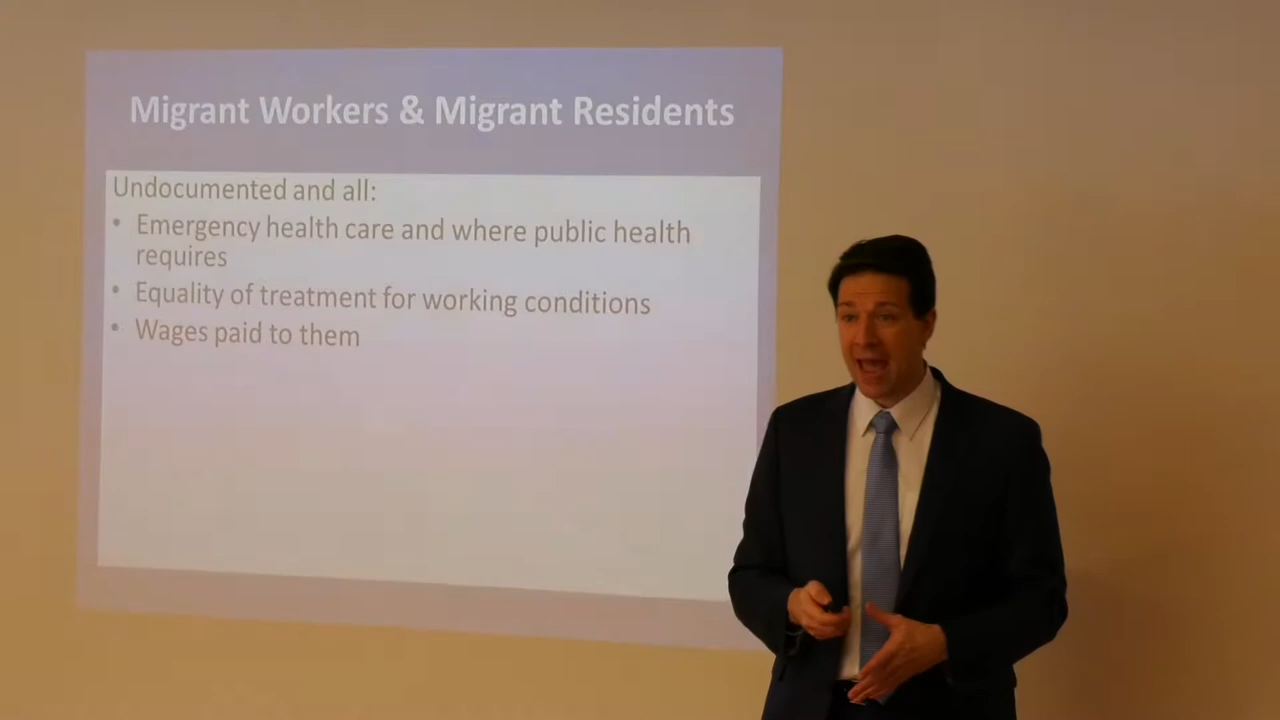 Migrant Workers & Migrant Residents
Undocumented and all:
• Emergency health care and where public health
requires
• Equality of treatment for working conditions
• Wages paid to them